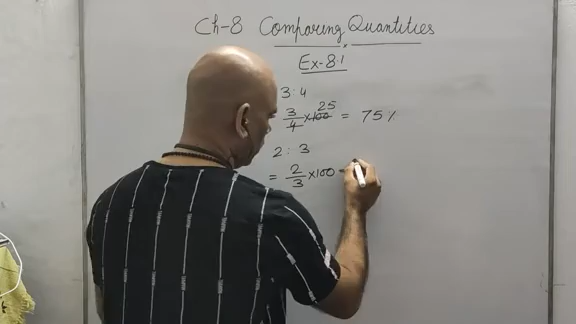 Ch-8 Comparing Quantities
Ex-8.1
3:4
3/4 × 100 25 = 75%
2:3
= 2/3 × 100 =